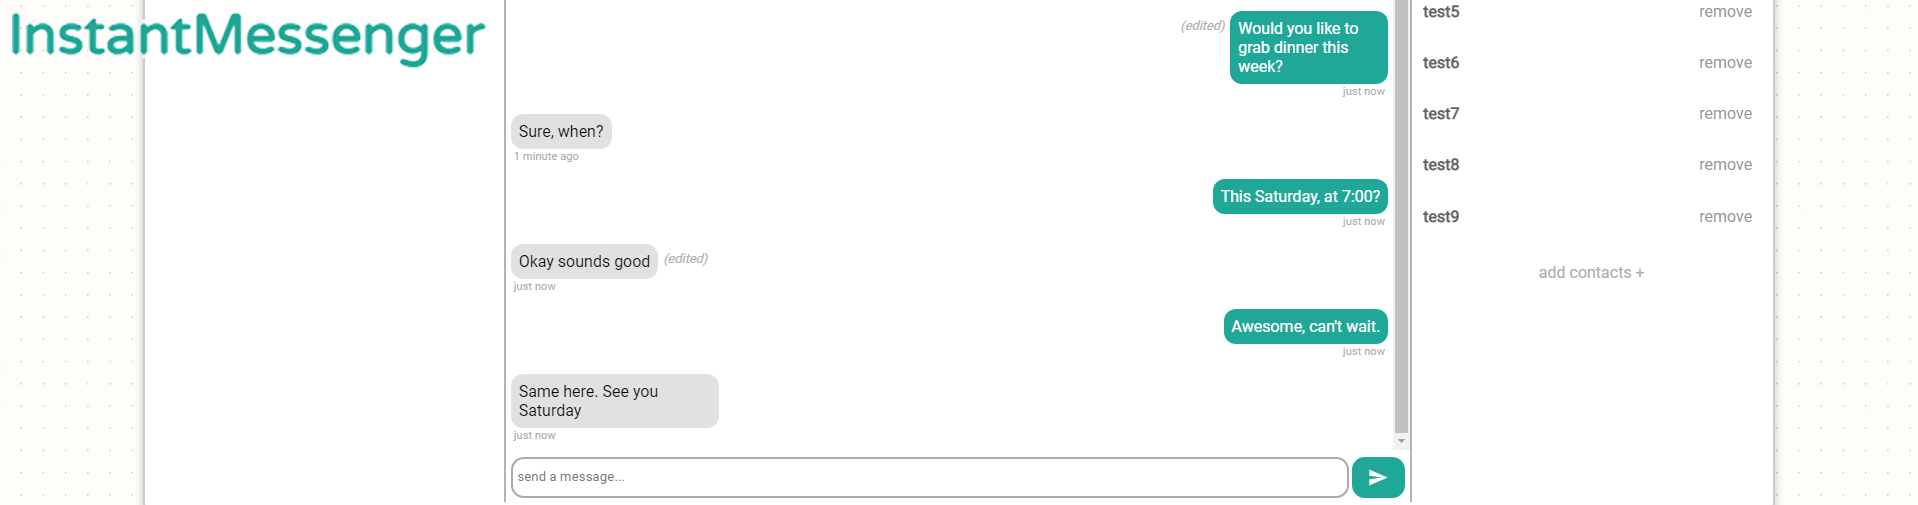 InstantMessenger
(edited)
Would you like to
grab dinner this
week?
just now
Sure, when?
1 minute ago
This Saturday, at 7:00?
just now
Okay sounds good
(edited)
just now
Awesome, can't wait.
just now
Same here. See you
Saturday
just now
send a message...
test5 remove
test6 remove
test7 remove
test8 remove
test9 remove
add contacts +